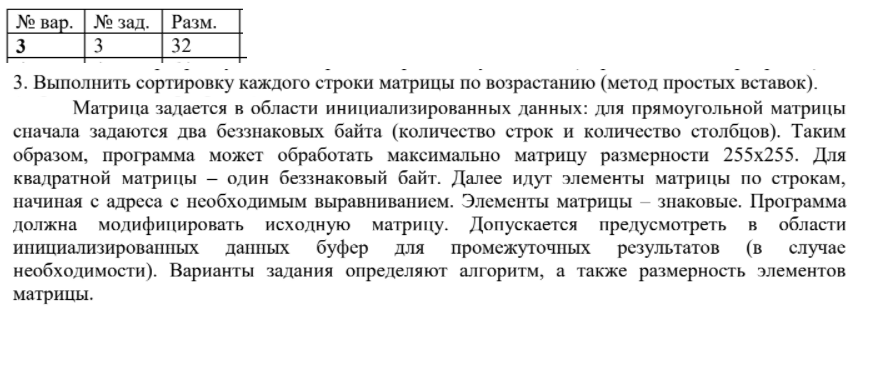 № вар. № зад. Разм.
3 3 32
3. Выполнить сортировку каждого строки матрицы по возрастанию (метод простых вставок).
Матрица задается в области инициализированных данных: для прямоугольной матрицы
сначала задаются два беззнаковых байта (количество строк и количество столбцов). Таким
образом, программа может обработать максимально матрицу размерности 255х255. Для
квадратной матрицы – один беззнаковый байт. Далее идут элементы матрицы по строкам,
начиная с адреса с необходимым выравниванием. Элементы матрицы – знаковые. Программа
должна модифицировать исходную матрицу. Допускается предусмотреть в области
инициализированных данных буфер для промежуточных результатов (в случае
необходимости). Варианты задания определяют алгоритм, а также размерность элементов
матрицы.